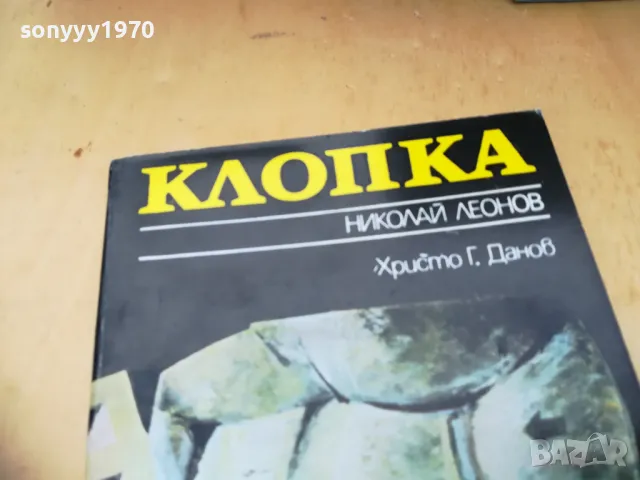 sonyyy1970
КЛОПКА
НИКОЛАЙ ЛЕОНОВ
Христо Г. Данов
А
BAZAR